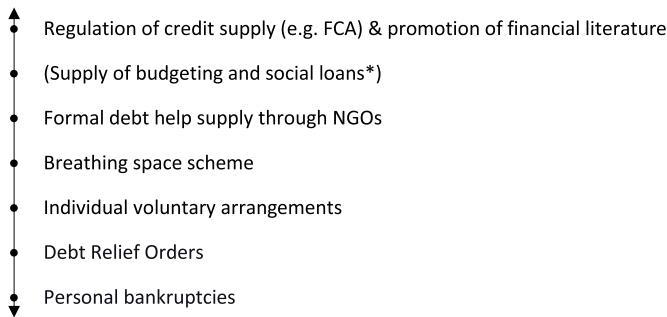 Regulation of credit supply (e.g. FCA) & promotion of financial literature
(Supply of budgeting and social loans*)
Formal debt help supply through NGOs
Breathing space scheme
Individual voluntary arrangements
Debt Relief Orders
Personal bankruptcies